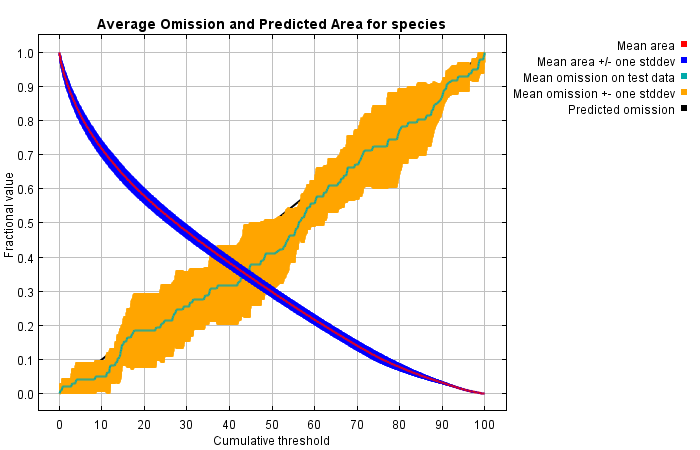 Average Omission and Predicted Area for species
Mean area
Mean area +/- one stddev
Mean omission on test data
Mean omission +- one stddev
Predicted omission
Fractional value
1.0
0.9
0.8
0.7
0.6
0.5
0.4
0.3
0.2
0.1
0.0
0 10 20 30 40 50 60 70 80 90 100
Cumulative threshold